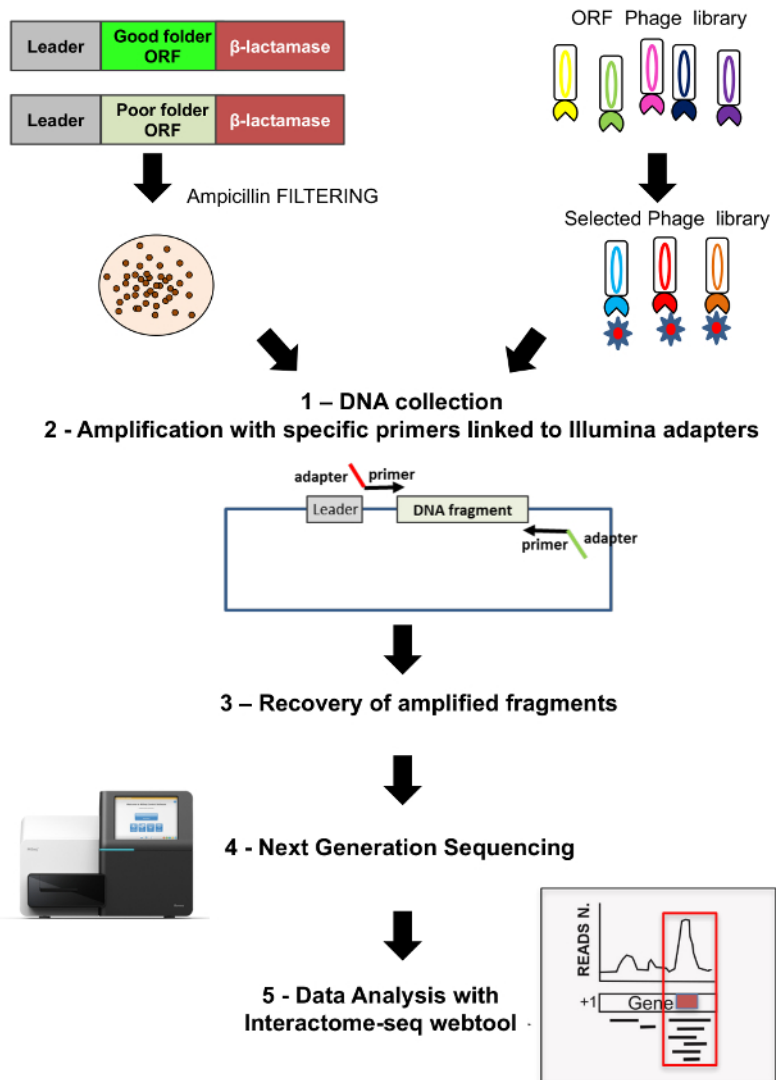 Leader
Good folder
ORF
β-lactamase
Leader
Poor folder
ORF
β-lactamase
Ampicillin FILTERING
ORF Phage library
Selected Phage library
1 – DNA collection
2 - Amplification with specific primers linked to Illumina adapters
adapter
primer
Leader
DNA fragment
primer
adapter
3 – Recovery of amplified fragments
4 - Next Generation Sequencing
5 - Data Analysis with
Interactome-seq webtool
READS N.
+1
Gene